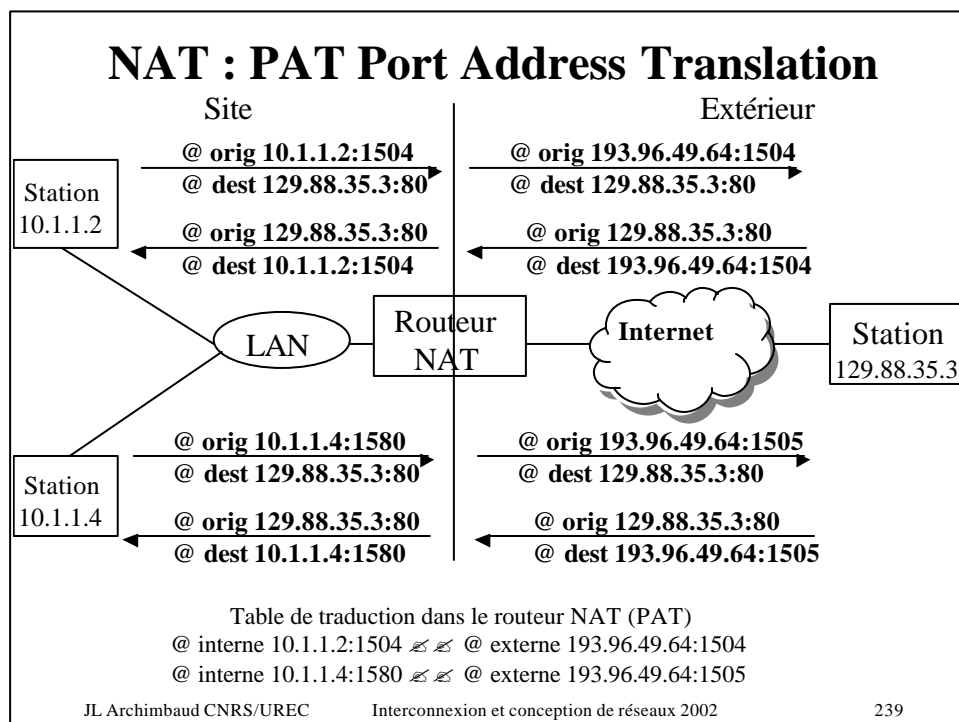 NAT : PAT Port Address Translation
Site
Extérieur
@ orig 10.1.1.2:1504
@ dest 129.88.35.3:80
@ orig 193.96.49.64:1504
@ dest 129.88.35.3:80
Station
10.1.1.2
@ orig 129.88.35.3:80
@ dest 10.1.1.2:1504
@ orig 129.88.35.3:80
@ dest 193.96.49.64:1504
LAN
Routeur
NAT
Internet
Station
129.88.35.3
@ orig 10.1.1.4:1580
@ dest 129.88.35.3:80
@ orig 193.96.49.64:1505
@ dest 129.88.35.3:80
Station
10.1.1.4
@ orig 129.88.35.3:80
@ dest 10.1.1.4:1580
@ orig 129.88.35.3:80
@ dest 193.96.49.64:1505
Table de traduction dans le routeur NAT (PAT)
@ interne 10.1.1.2:1504 ✍✍ @ externe 193.96.49.64:1504
@ interne 10.1.1.4:1580 ✍✍ @ externe 193.96.49.64:1505
JL Archimbaud CNRS/UREC Interconnexion et conception de réseaux 2002 239